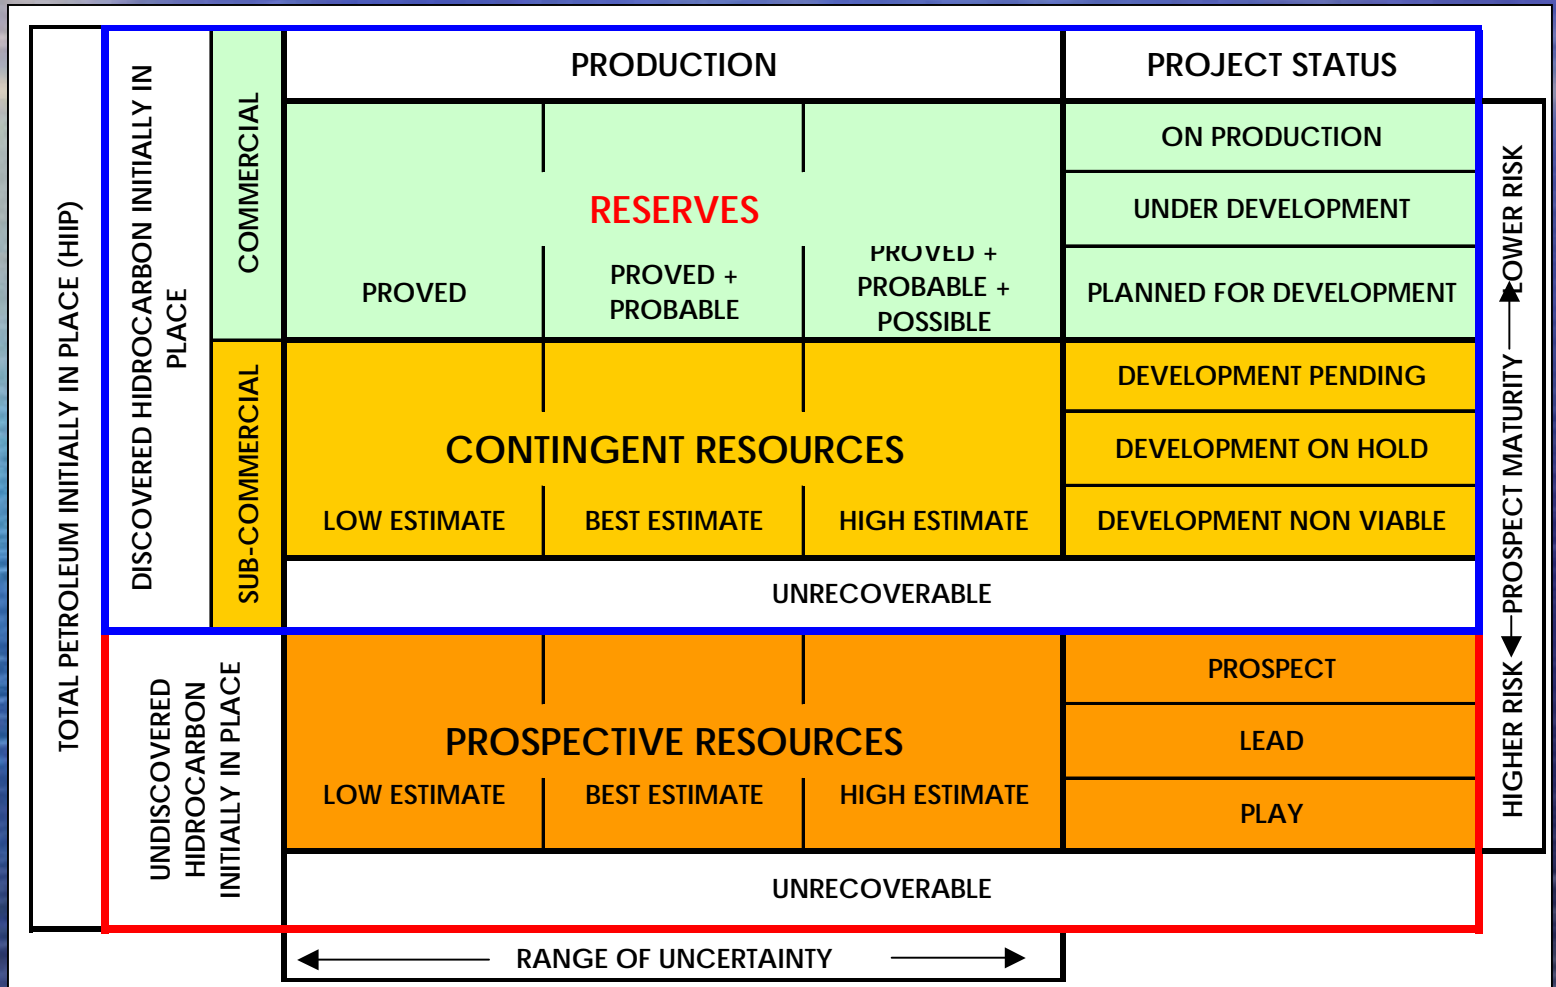 TOTAL PETROLEUM INITIALLY IN PLACE (HIP)
DISCOVERED HIDROCARBON INITIALLY IN
PLACE
COMMERCIAL
PRODUCTION
PROJECT STATUS
RESERVES
PROVED
PROVED +
PROBABLE
PROVED +
PROBABLE +
POSSIBLE
ON PRODUCTION
UNDER DEVELOPMENT
PLANNED FOR DEVELOPMENT
SUB-COMMERCIAL
CONTINGENT RESOURCES
LOW ESTIMATE
BEST ESTIMATE
HIGH ESTIMATE
DEVELOPMENT PENDING
DEVELOPMENT ON HOLD
DEVELOPMENT NON VIABLE
UNRECOVERABLE
UNDISCOVERED
HIDROCARBON
INITIALLY IN PLACE
PROSPECTIVE RESOURCES
LOW ESTIMATE
BEST ESTIMATE
HIGH ESTIMATE
PROSPECT
LEAD
PLAY
UNRECOVERABLE
RANGE OF UNCERTAINTY
HIGHER RISK PROSPECT MATURITY LOWER RISK